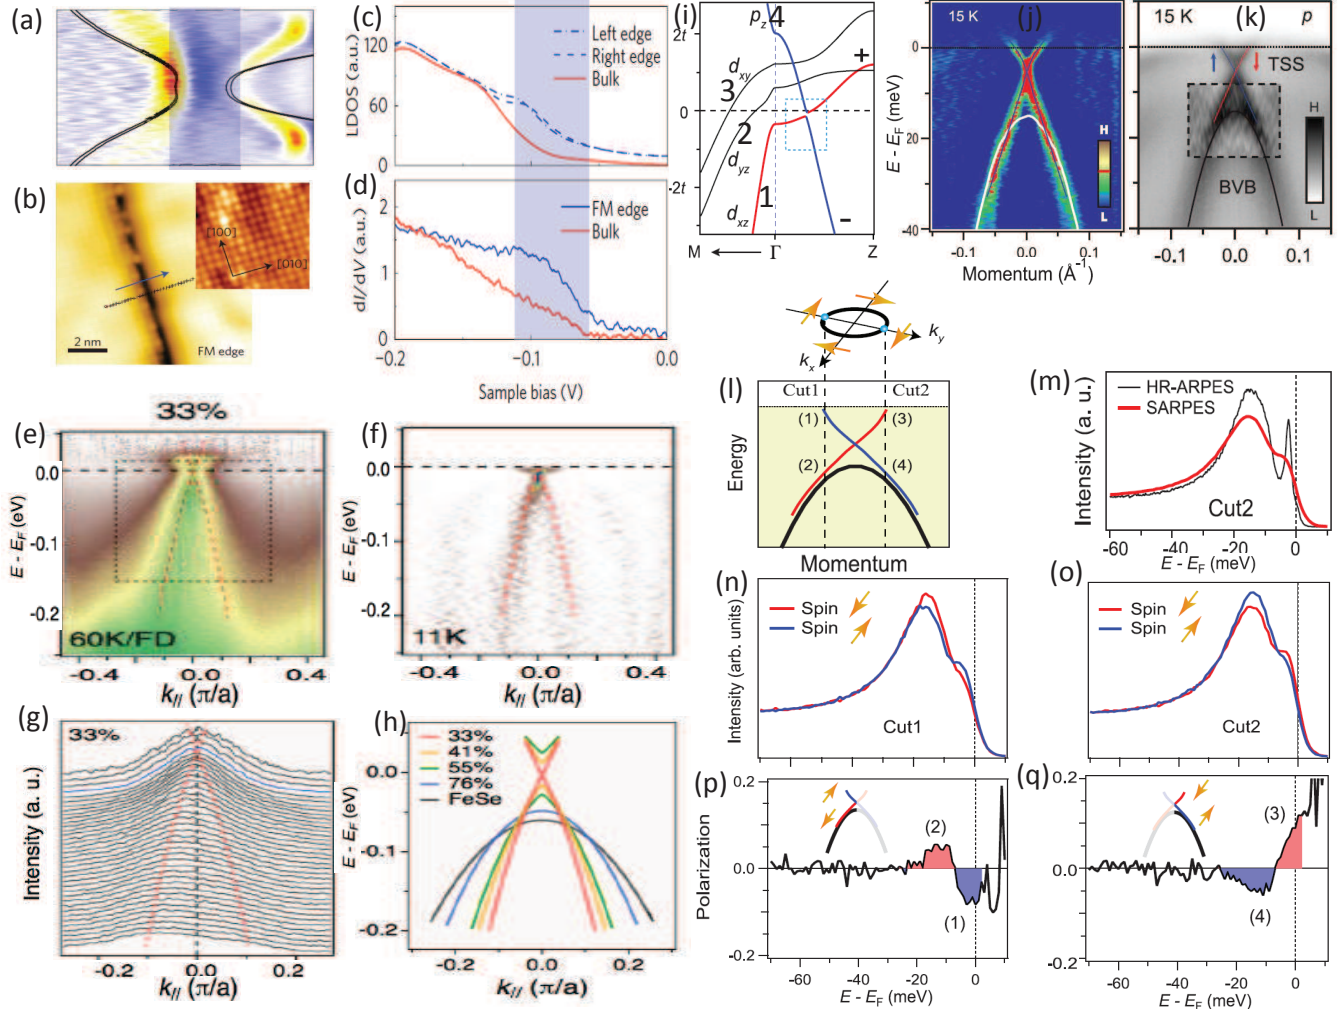 (a)
(b)
[100]
[010]
2 nm
FM edge
(c)
LDOS (a.u.)
120
60
0
Left edge
Right edge
Bulk
(d)
dI/dV (a.u.)
2
1
0
FM edge
Bulk
−0.2
−0.1
0.0
Sample bias (V)
(i)
2t
0
-2t
pz
4
dxy
3
2
dyz
1
dxz
+
-
M
Γ
Z
15 K
(j)
0
-20
-40
E - EF (meV)
H
L
-0.1
0.0
0.1
Momentum (Å-1)
15 K
(k)
p
TSS
BVB
H
L
-0.1
0.0
0.1
33%
(e)
0.0
-0.1
-0.2
E - EF (eV)
60K/FD
-0.4
0.0
0.4
k// (π/a)
(f)
0.0
-0.1
-0.2
E - EF (eV)
11K
-0.4
0.0
0.4
k// (π/a)
(g)
33%
Intensity (a. u.)
-0.2
0.0
0.2
k// (π/a)
(h)
33%
41%
55%
76%
FeSe
0.0
-0.1
-0.2
E - EF (eV)
-0.2
0.0
0.2
k// (π/a)
ky
kx
(l)
Cut1
Cut2
(1)
(3)
(2)
(4)
Energy
Momentum
(m)
HR-ARPES
SARPES
Intensity (a. u.)
Cut2
-60
-40
-20
0
E - EF (meV)
(n)
Spin
Spin
Intensity (arb. units)
Cut1
(o)
Spin
Spin
Cut2
(p)
0.2
0.0
-0.2
Polarization
(2)
(1)
-60
-40
-20
0
E - EF (meV)
(q)
0.2
0.0
-0.2
(3)
(4)
-60
-40
-20
0
E - EF (meV)